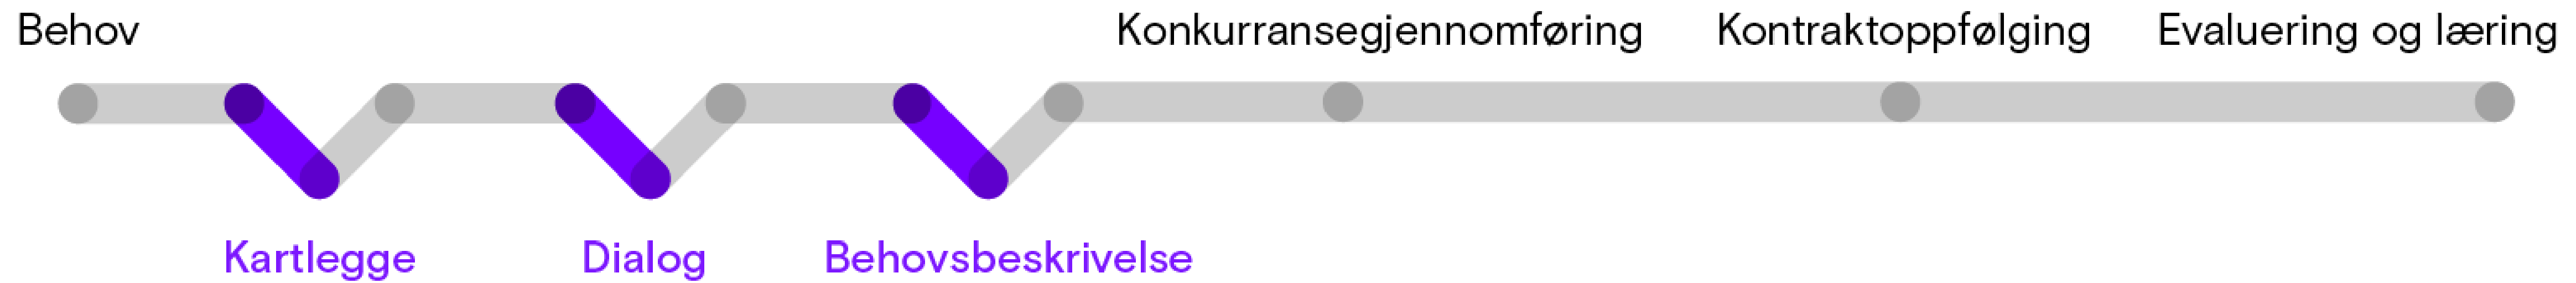 Behov
Konkurransegjennomføring
Kontraktoppfølging
Evaluering og læring
Kartlegge
Dialog
Behovsbeskrivelse